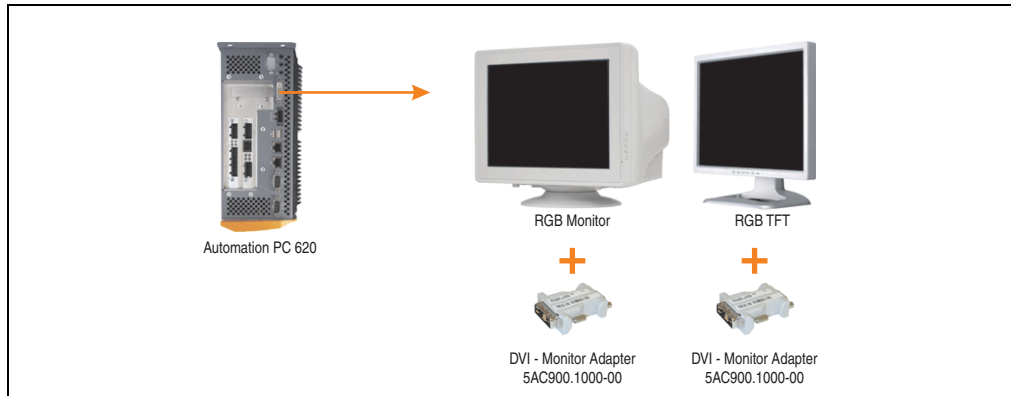 RGB Monitor
RGB TFT
Automation PC 620
DVI - Monitor Adapter
5AC900.1000-00
DVI - Monitor Adapter
5AC900.1000-00